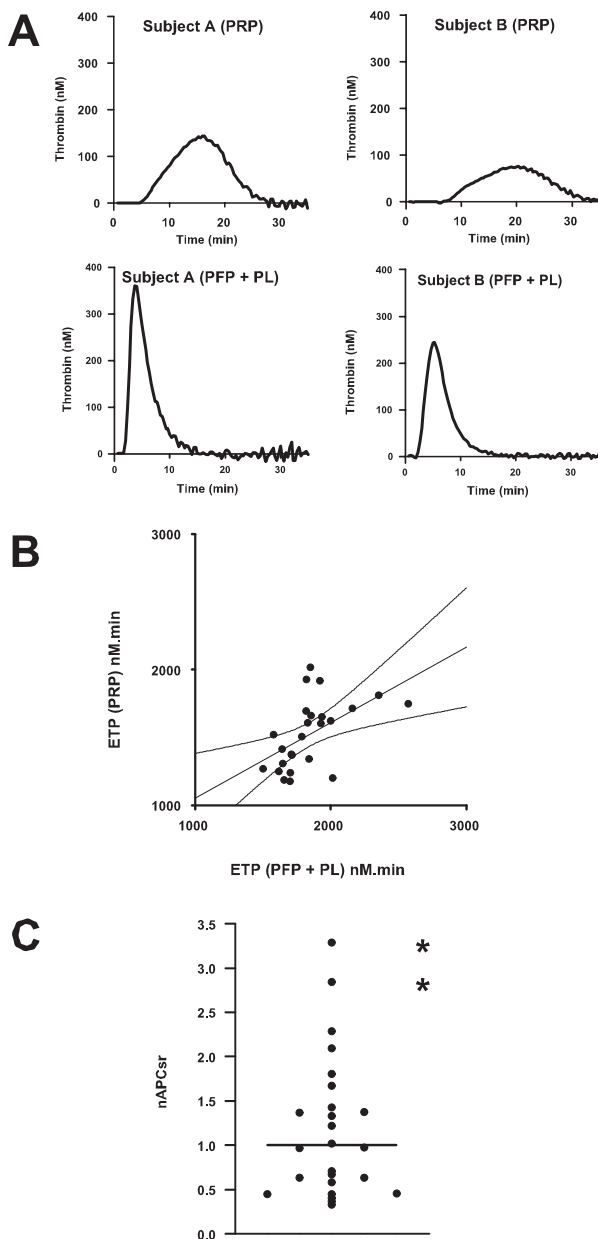 A
Subject A (PRP)
400
300
200
100
0
Thrombin (nM)
10
20
30
Time (min)
Subject B (PRP)
400
300
200
100
0
Thrombin (nM)
0
10
20
30
Time (min)
Subject A (PFP + PL)
400
300
200
100
0
Thrombin (nM)
0
10
20
30
Time (min)
Subject B (PFP + PL)
400
300
200
100
0
Thrombin (nM)
0
10
20
30
Time (min)
B
3000
2000
1000
ETP (PRP) nM.min
1000
2000
3000
ETP (PFP + PL) nM.min
C
3.5
3.0
2.5
2.0
1.5
1.0
0.5
0.0
nAPCsr
*
*